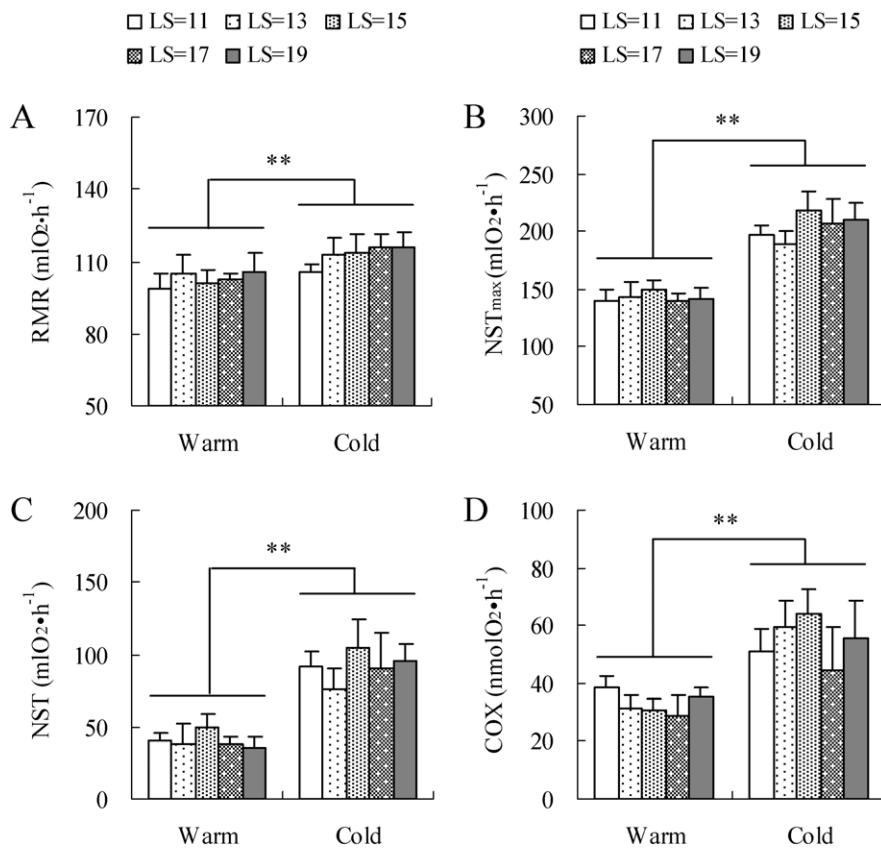 LS=11 LS=13 LS=15
LS=17 LS=19
LS=11 LS=13 LS=15
LS=17 LS=19
A
RMR (mlO₂•h⁻¹)
170
140
110
80
50
**
Warm Cold
B
NSTmax (mlO₂•h⁻¹)
300
250
200
150
100
50
**
Warm Cold
C
NST (mlO₂•h⁻¹)
200
150
100
50
0
**
Warm Cold
D
COX (nmolO₂•h⁻¹)
100
80
60
40
20
0
**
Warm Cold